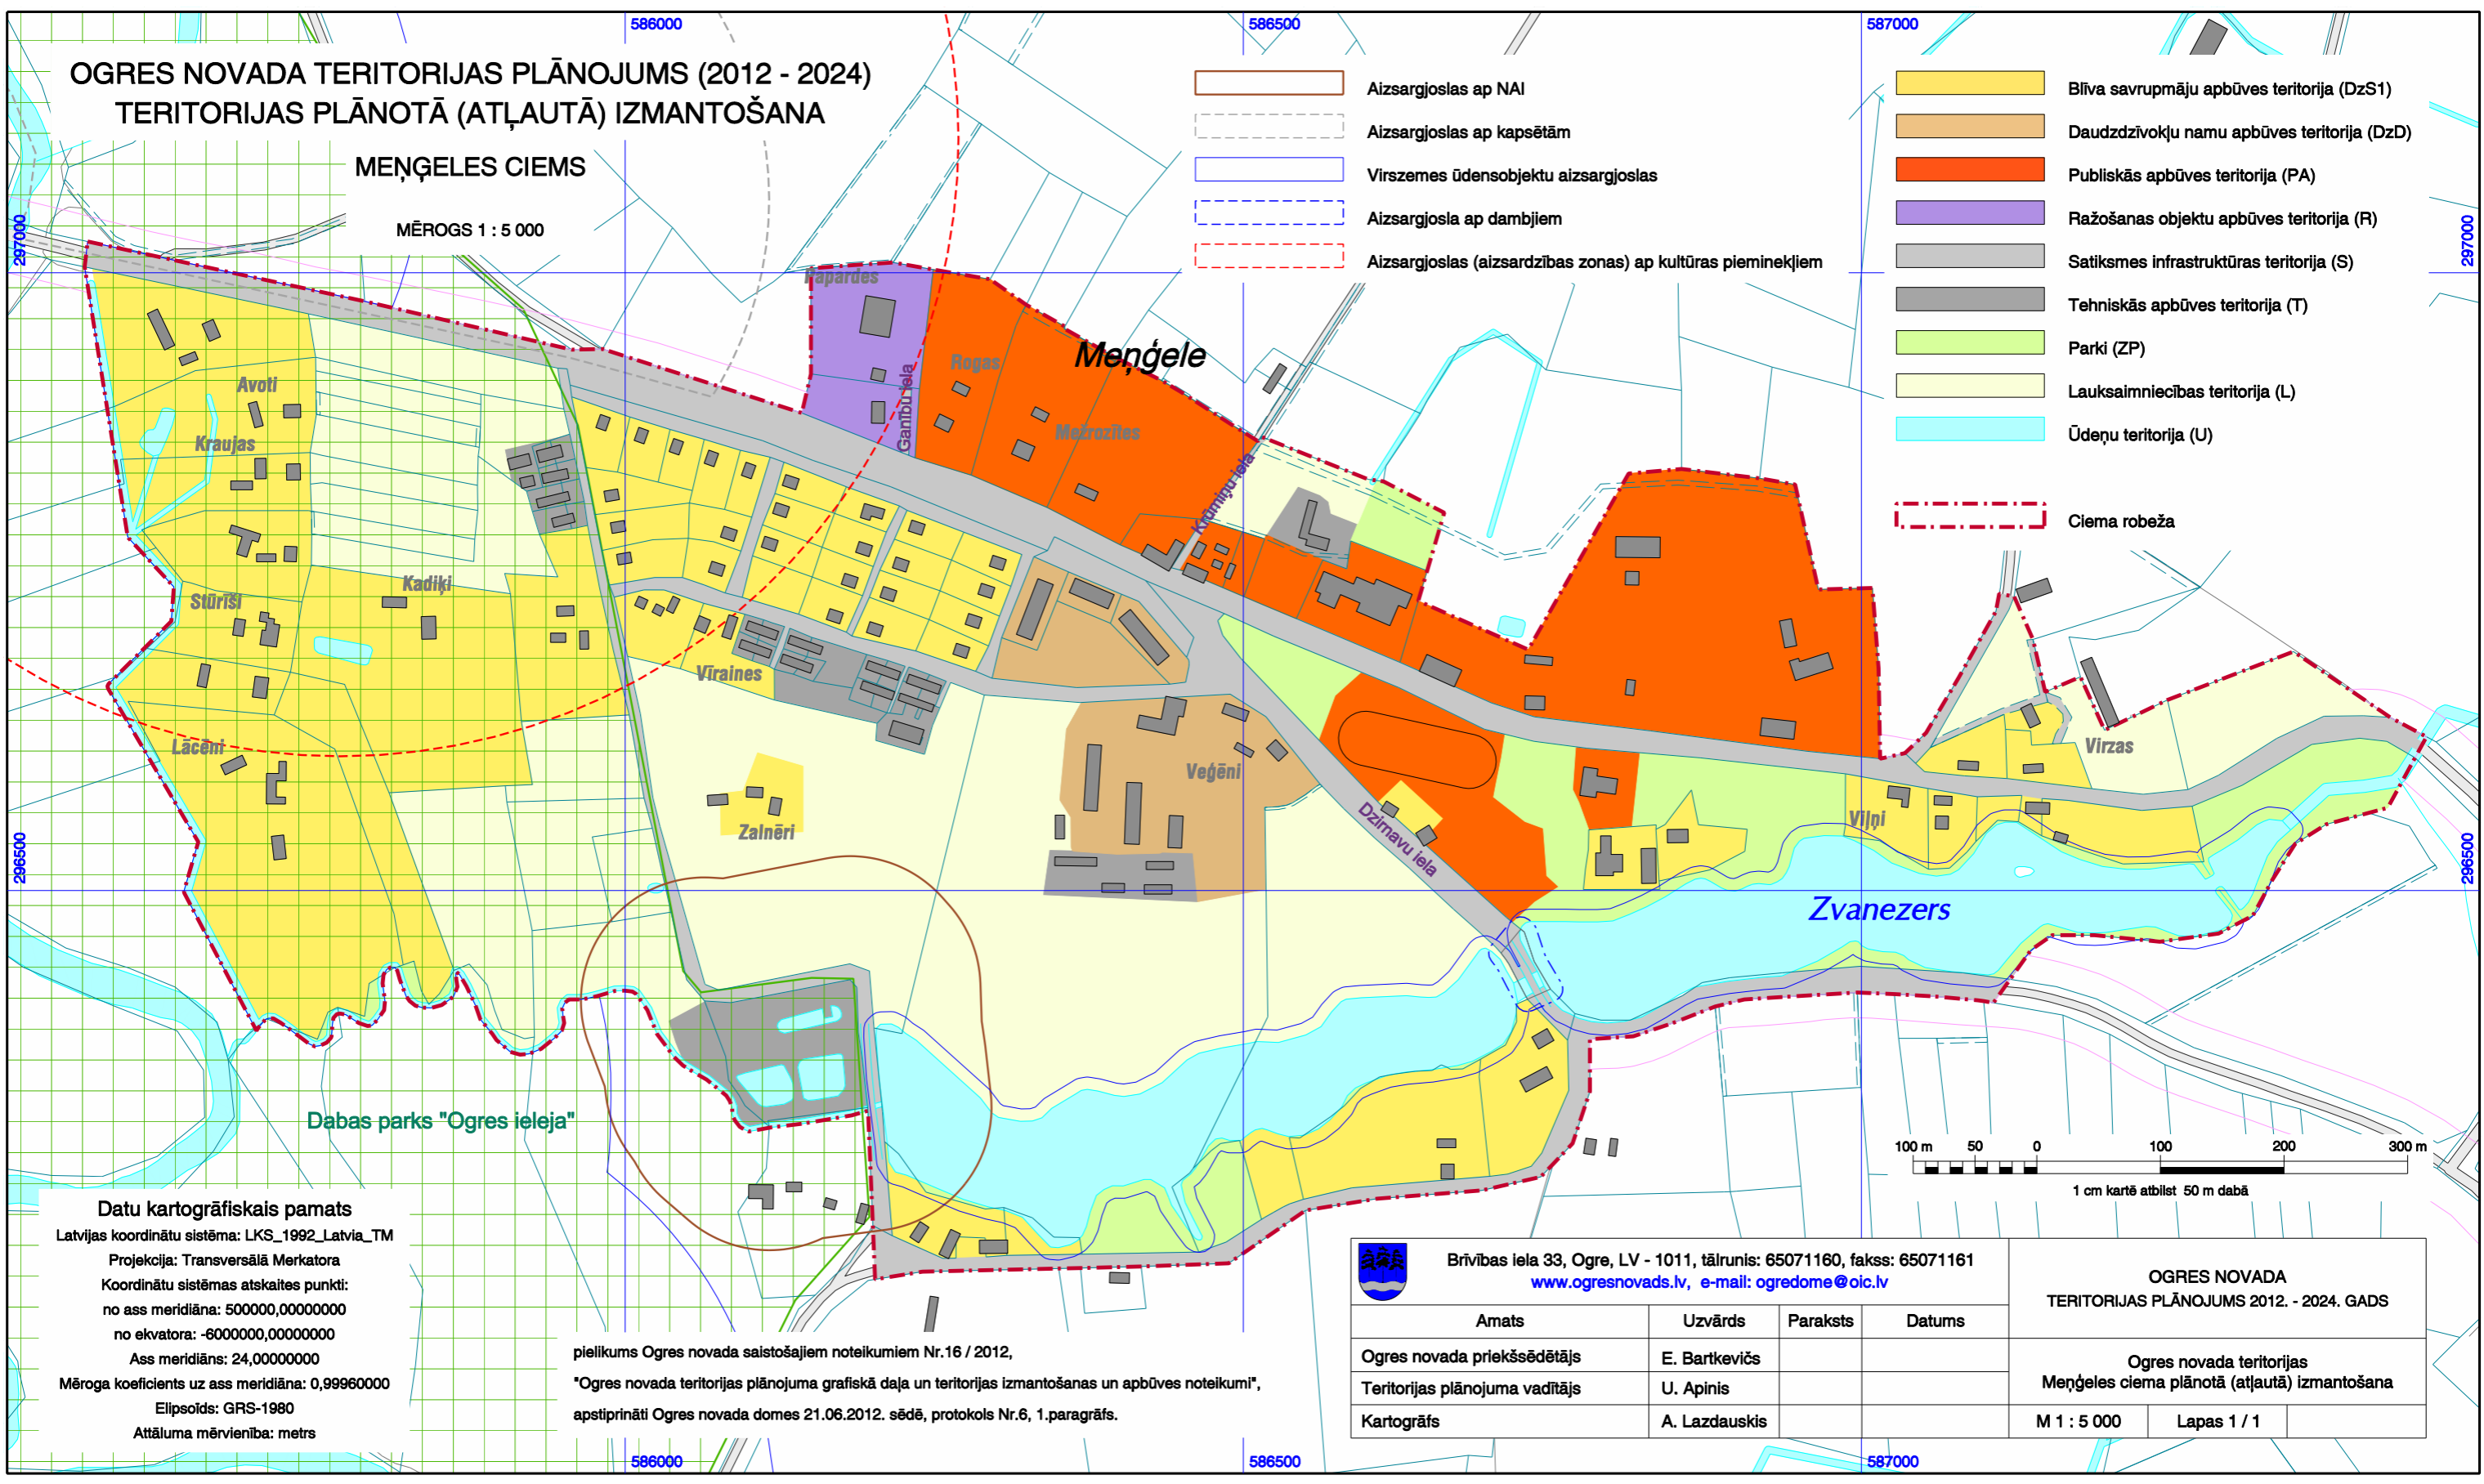 586000
586500
587000
OGRES NOVADA TERITORIJAS PLĀNOJUMS (2012 - 2024)
TERITORIJAS PLĀNOTĀ (ATĻAUTĀ) IZMANTOŠANA
MEŅĢELES CIEMS
MĒROGS 1 : 5 000
Aizsargjoslas ap NAI
Aizsargjoslas ap kapsētām
Virszemes ūdensobjektu aizsargjoslas
Aizsargjosla ap dambjiem
Aizsargjoslas (aizsardzības zonas) ap kultūras pieminekļiem
Blīva savrupmāju apbūves teritorija (DzS1)
Daudzdzīvokļu namu apbūves teritorija (DzD)
Publiskās apbūves teritorija (PA)
Ražošanas objektu apbūves teritorija (R)
Satiksmes infrastruktūras teritorija (S)
Tehniskās apbūves teritorija (T)
Parki (ZP)
Lauksaimniecības teritorija (L)
Ūdeņu teritorija (U)
Ciema robeža
297000
297000
Papardes
Rogas
Meņģele
Mežrozītes
Ganību iela
Krūmiņu iela
Avoti
Kraujas
Kadiķi
Stūrīši
Lācēni
Vīraines
Zalnēri
Veģēni
Dzirnavu iela
Viļņi
Virzas
Zvanezers
296500
296500
Dabas parks "Ogres ieleja"
100 m 50 0 100 200 300 m
1 cm kartē atbilst 50 m dabā
Datu kartogrāfiskais pamats
Latvijas koordinātu sistēma: LKS_1992_Latvia_TM
Projekcija: Transversālā Merkatora
Koordinātu sistēmas atskaites punkti:
no ass meridiāna: 500000,00000000
no ekvatora: -6000000,00000000
Ass meridiāns: 24,00000000
Mēroga koeficients uz ass meridiāna: 0,99960000
Elipsoīds: GRS-1980
Attāluma mērvienība: metrs
pielikums Ogres novada saistošajiem noteikumiem Nr.16 / 2012,
"Ogres novada teritorijas plānojuma grafiskā daļa un teritorijas izmantošanas un apbūves noteikumi",
apstiprināti Ogres novada domes 21.06.2012. sēdē, protokols Nr.6, 1.paragrāfs.
Brīvības iela 33, Ogre, LV - 1011, tālrunis: 65071160, fakss: 65071161
www.ogresnovads.lv, e-mail: ogredome@oic.lv
OGRES NOVADA
TERITORIJAS PLĀNOJUMS 2012. - 2024. GADS
Amats Uzvārds Paraksts Datums
Ogres novada priekšsēdētājs E. Bartkevičs
Teritorijas plānojuma vadītājs U. Apinis
Kartogrāfs A. Lazdauskis
Ogres novada teritorijas
Meņģeles ciema plānotā (atļautā) izmantošana
M 1 : 5 000 Lapas 1 / 1
586000
586500
587000